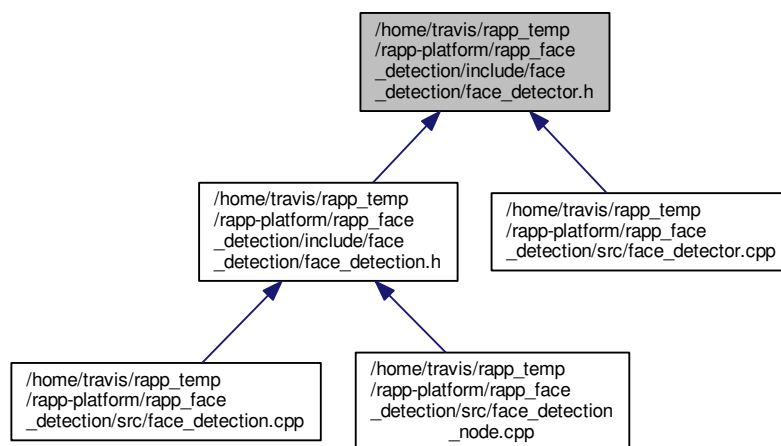 /home/travis/rapp_temp
/rapp-platform/rapp_face
_detection/include/face
_detection/face_detector.h
/home/travis/rapp_temp
/rapp-platform/rapp_face
_detection/include/face
_detection/face_detection.h
/home/travis/rapp_temp
/rapp-platform/rapp_face
_detection/src/face_detector.cpp
/home/travis/rapp_temp
/rapp-platform/rapp_face
_detection/src/face_detection.cpp
/home/travis/rapp_temp
/rapp-platform/rapp_face
_detection/src/face_detection
_node.cpp